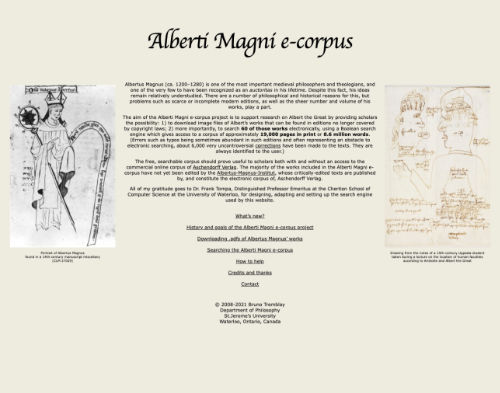 Alberti Magni e-corpus
Albertus Magnus (ca. 1200-1280) is one of the most important medieval philosophers and theologians, and
one of the very few to have been recognized as an auctoritas in his lifetime. Despite this fact, his ideas
remain relatively understudied. There are a number of philosophical and historical reasons for this, but
problems such as scarce or incomplete modern editions, as well as the sheer number and volume of his
works, play a part.
The aim of the Alberti Magni e-corpus project is to support research on Albert the Great by providing scholars
the possibility: 1) to download image files of Albert's works that can be found in editions no longer covered
by copyright laws; 2) more importantly, to search 60 of those works electronically, using a Boolean search
engine which gives access to a corpus of approximately 25,000 pages in print or 8.6 million words.
(Errors such as typos being sometimes abundant in such editions and often representing an obstacle to
electronic searching, about 6,000 very uncontroversial corrections have been made to the texts. They are
always identified to the user.)
The free, searchable corpus should prove useful to scholars both with and without an access to the
commercial online corpus of Aschendorff Verlag. The majority of the works included in the Alberti Magni e-
corpus have not yet been edited by the Albertus-Magnus-Institut, whose critically-edited texts are published
by, and constitute the electronic corpus of, Aschendorff Verlag.
All of my gratitude goes to Dr. Frank Tompa, Distinguished Professor Emeritus at the Cheriton School of
Computer Science at the University of Waterloo, for designing, adapting and setting up the search engine
used by this website.
What's new?
History and goals of the Alberti Magni e-corpus project
Downloading .pdfs of Albertus Magnus' works
Searching the Alberti Magni e-corpus
How to help
Credits and thanks
Contact
© 2008-2021 Bruno Tremblay
Department of Philosophy
St.Jerome's University
Waterloo, Ontario, Canada
Portrait of Albertus Magnus
found in a 14th century manuscript miscellany
Drawing from the notes of a 15th century Uppsala student
taken during a lecture on the location of human faculties
according to Aristotle and Albert the Great